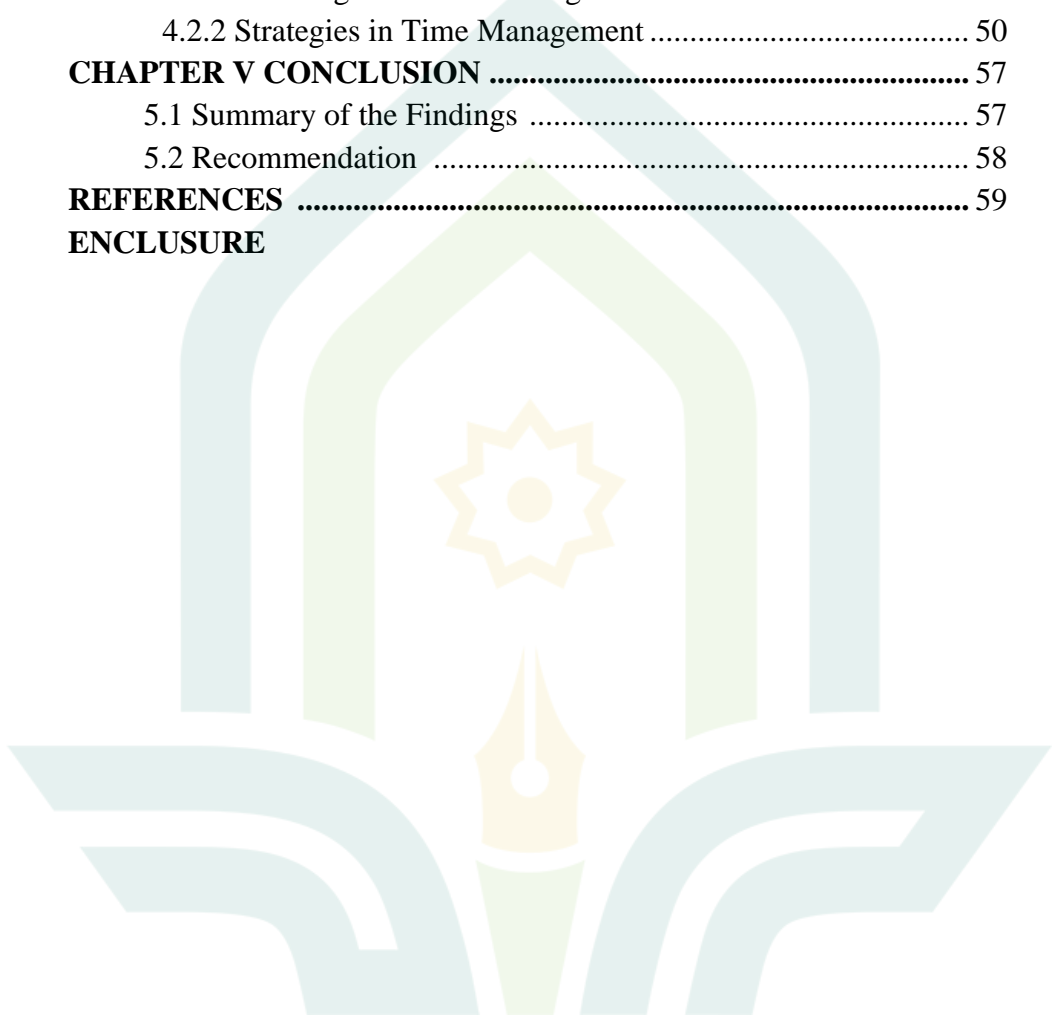 4.2.2 Strategies in Time Management ........................................ 50
CHAPTER V CONCLUSION ............................................................ 57
5.1 Summary of the Findings ....................................................... 57
5.2 Recommendation ..................................................................... 58
REFERENCES .................................................................................... 59
ENCLUSURE